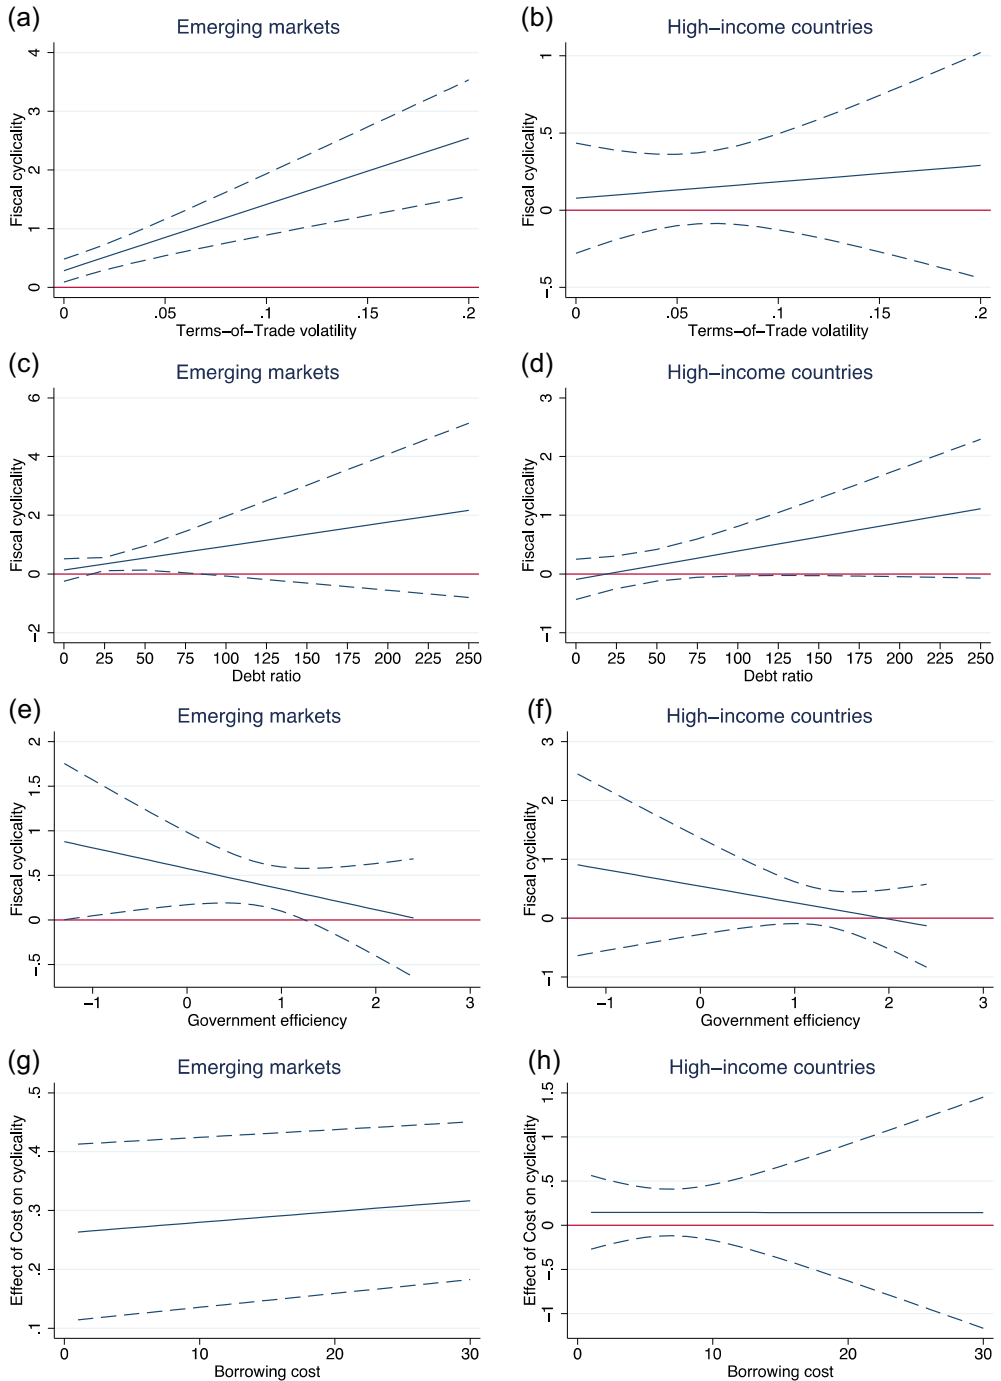 (a)
Emerging markets
Fiscal cyclicality
4
3
2
1
0
0 .05 .1 .15 .2
Terms-of-Trade volatility
(b)
High-income countries
Fiscal cyclicality
1
.5
0
-.5
0 .05 .1 .15 .2
Terms-of-Trade volatility
(c)
Emerging markets
Fiscal cyclicality
6
4
2
0
-2
0 25 50 75 100 125 150 175 200 225 250
Debt ratio
(d)
High-income countries
Fiscal cyclicality
3
2
1
0
-1
0 25 50 75 100 125 150 175 200 225 250
Debt ratio
(e)
Emerging markets
Fiscal cyclicality
2
1.5
1
.5
0
-.5
-1 0 1 2 3
Government efficiency
(f)
High-income countries
Fiscal cyclicality
3
2
1
0
-1
-1 0 1 2 3
Government efficiency
(g)
Emerging markets
Effect of Cost on cyclicality
.5
.4
.3
.2
.1
0 10 20 30
Borrowing cost
(h)
High-income countries
Effect of Cost on cyclicality
1.5
1
.5
0
-.5
-1
0 10 20 30
Borrowing cost